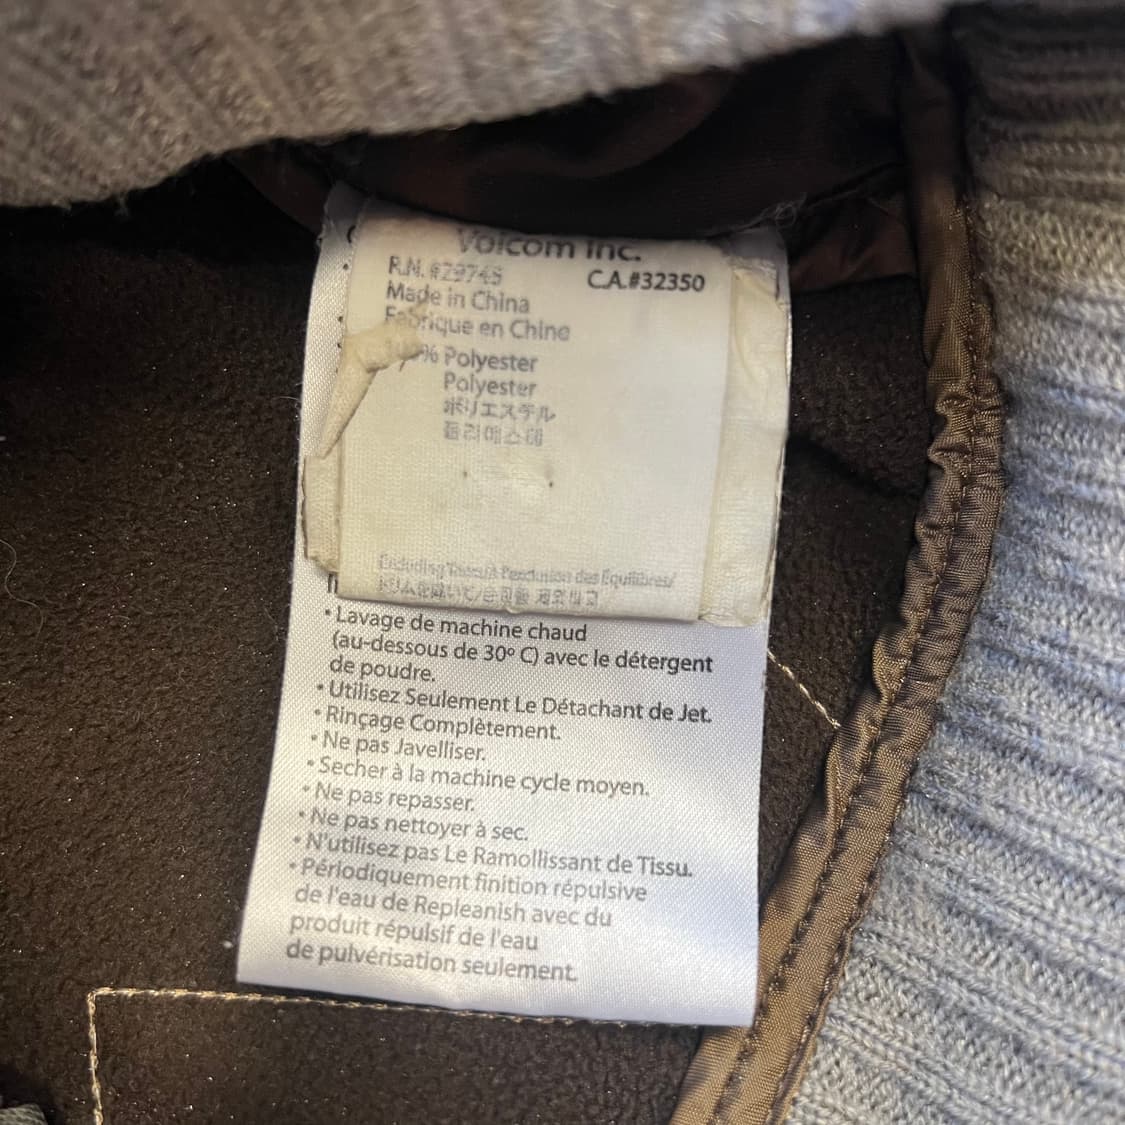 Volcom Inc.
R.N. #29745 C.A.#32350
Made in China
Fabrique en Chine
% Polyester
Polyester
ポリエステル
폴리에스테
des Équilibres/
• Lavage de machine chaud
(au-dessous de 30º C) avec le détergent
de poudre.
• Utilisez Seulement Le Détachant de Jet.
• Rinçage Complètement.
• Ne pas Javelliser.
• Secher à la machine cycle moyen.
• Ne pas repasser.
• Ne pas nettoyer à sec.
• N'utilisez pas Le Ramollissant de Tissu.
• Périodiquement finition répulsive
de l'eau de Repleanish avec du
produit répulsif de l'eau
de pulvérisation seulement.